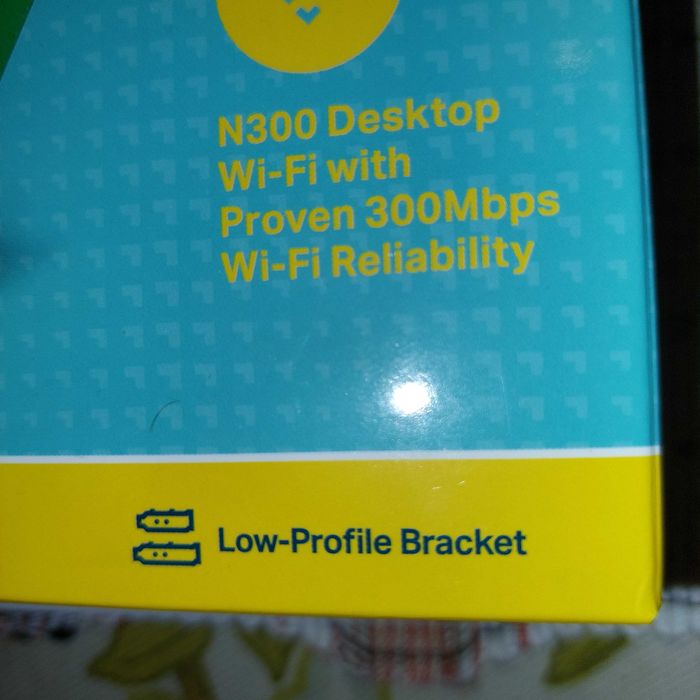 N300 Desktop
Wi-Fi with
Proven 300Mbps
Wi-Fi Reliability
Low-Profile Bracket